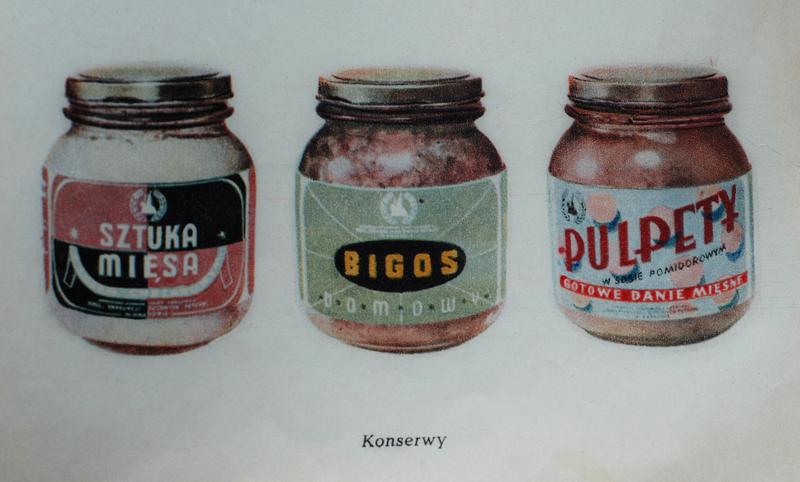 SZTUKA
MIĘSA
BIGOS
DOMOWY
PULPETY
W SOSIE POMIDOROWYM
GOTOWE DANIE MIĘSNE
Konserwy